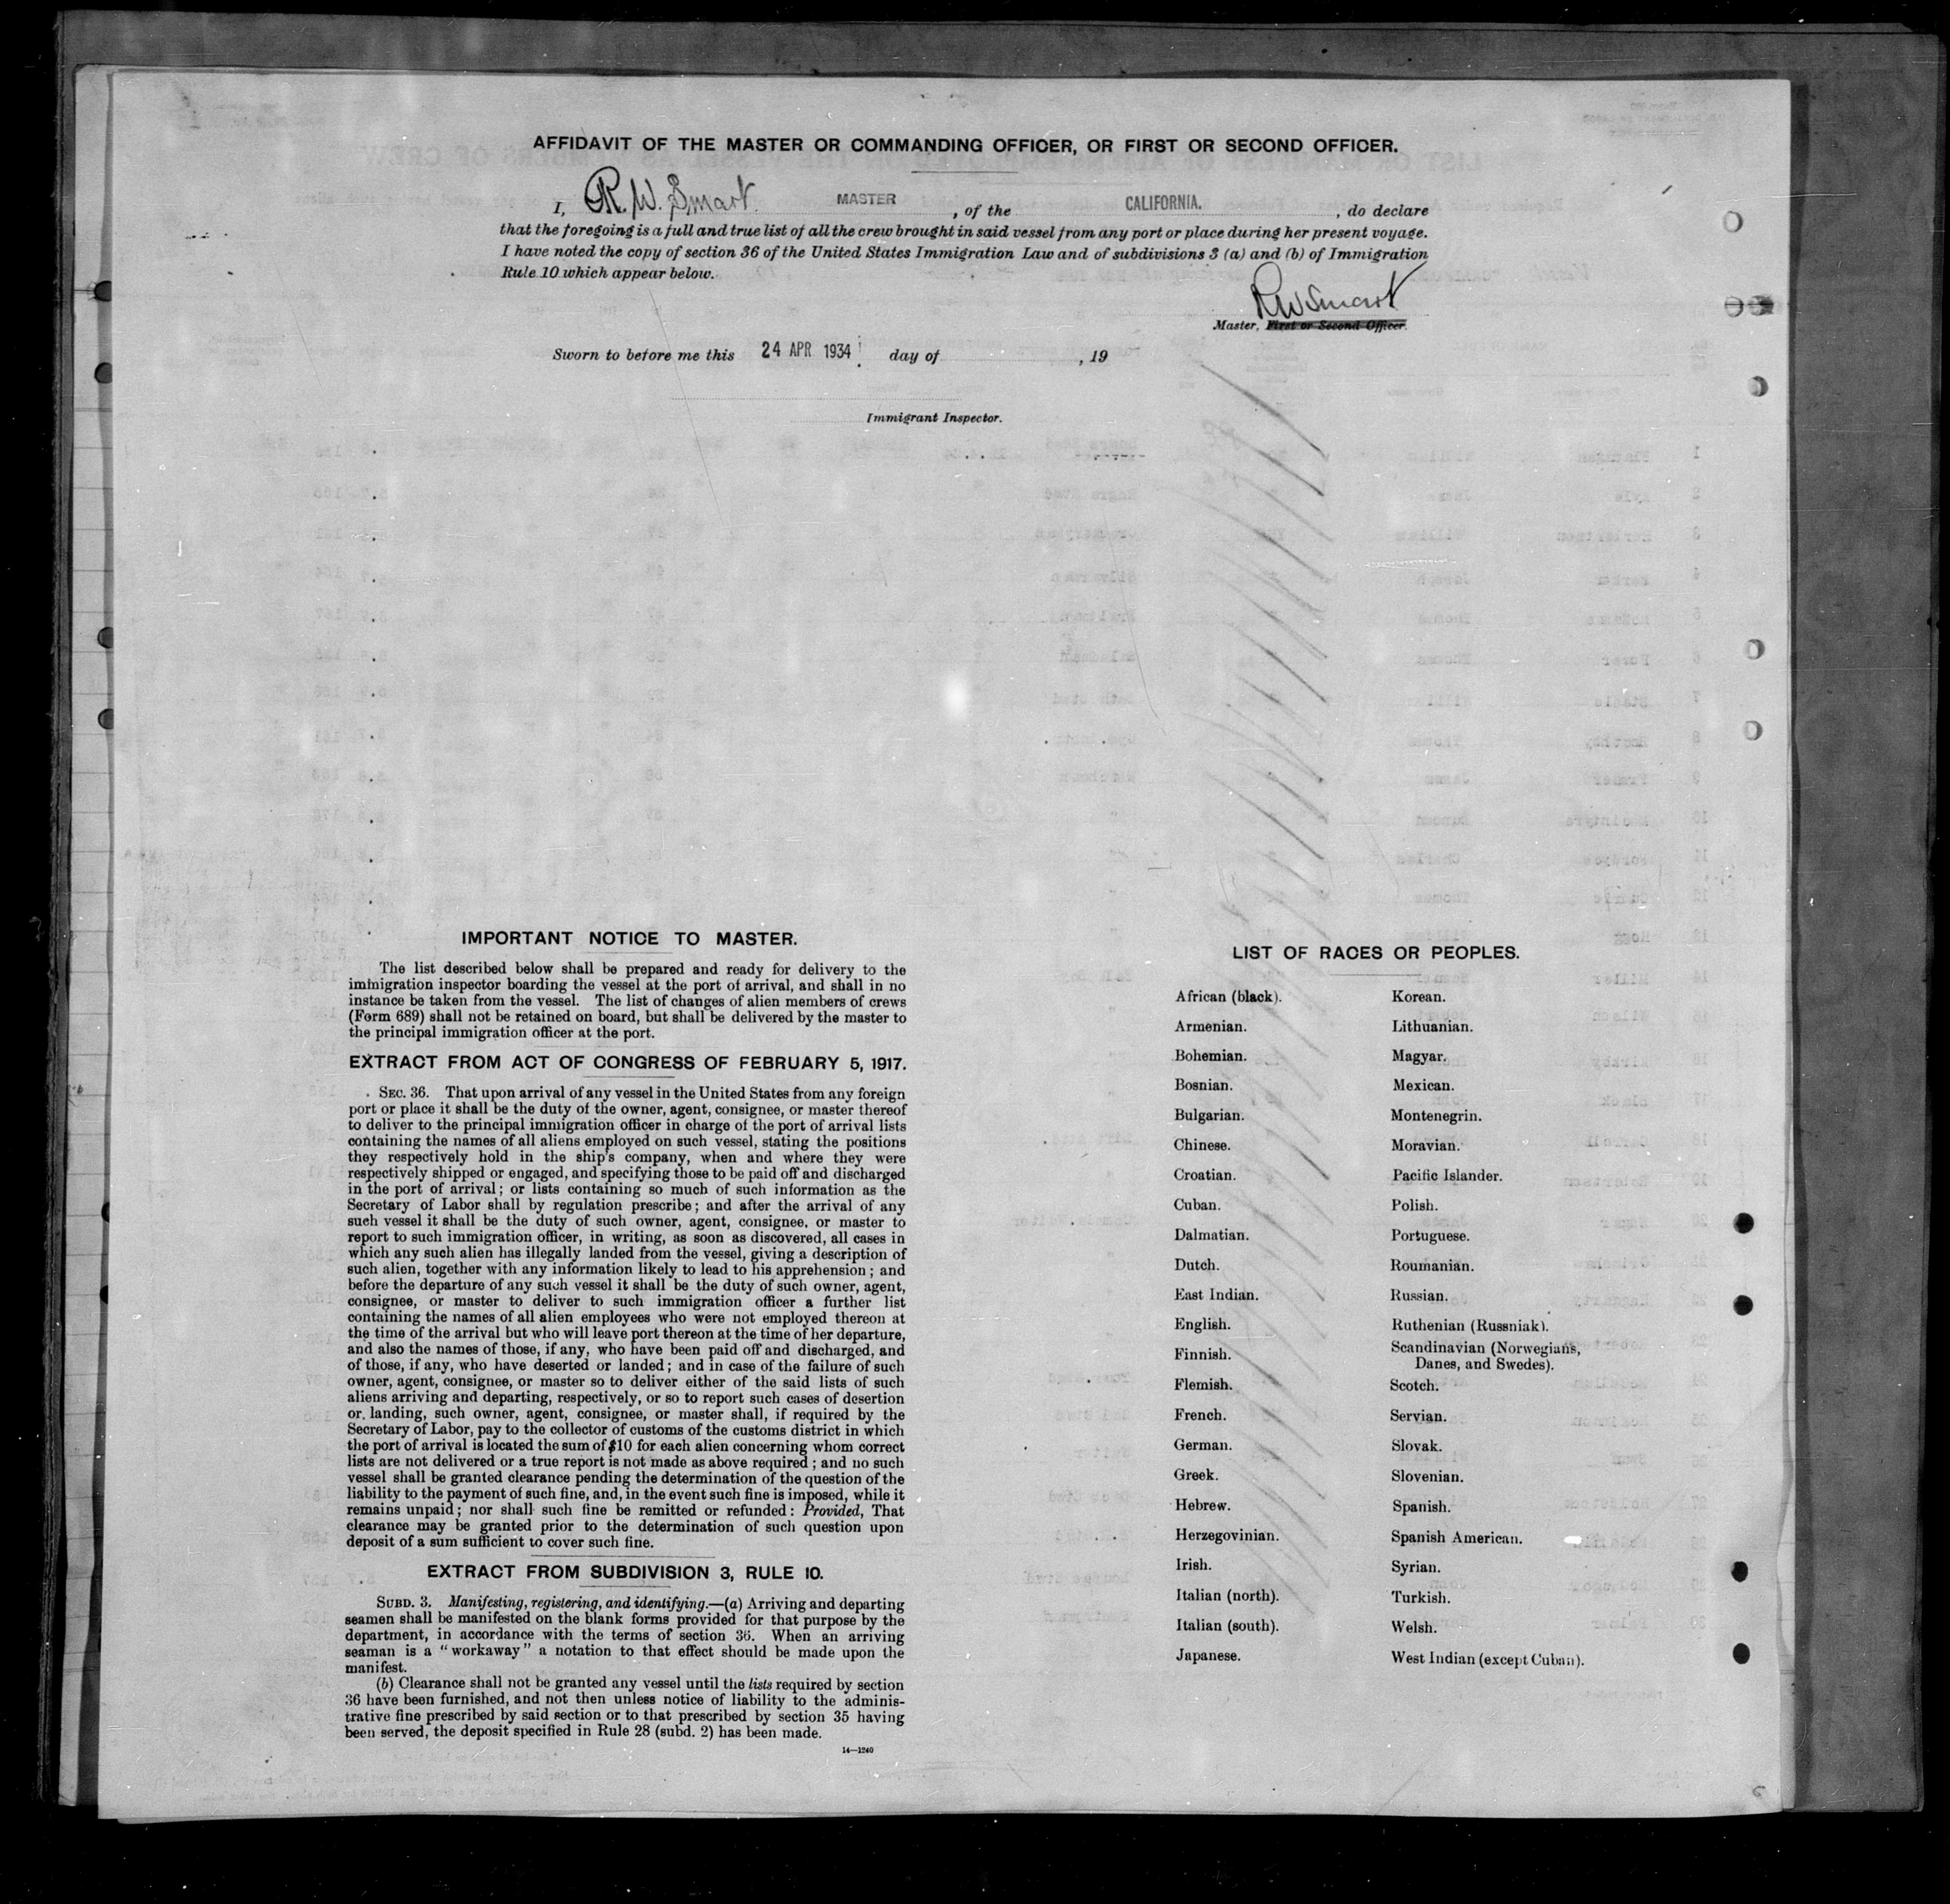 AFFIDAVIT OF THE MASTER OR COMMANDING OFFICER, OR FIRST OR SECOND OFFICER.
I, R. W. Smart. MASTER, of the CALIFORNIA., do declare
that the foregoing is a full and true list of all the crew brought in said vessel from any port or place during her present voyage.
I have noted the copy of section 36 of the United States Immigration Law and of subdivisions 3 (a) and (b) of Immigration
Rule 10 which appear below.
RWSmart
Master, First or Second Officer.
Sworn to before me this 24 APR 1934 day of , 19
Immigrant Inspector.
IMPORTANT NOTICE TO MASTER.
The list described below shall be prepared and ready for delivery to the
immigration inspector boarding the vessel at the port of arrival, and shall in no
instance be taken from the vessel. The list of changes of alien members of crews
(Form 689) shall not be retained on board, but shall be delivered by the master to
the principal immigration officer at the port.
EXTRACT FROM ACT OF CONGRESS OF FEBRUARY 5, 1917.
SEC. 36. That upon arrival of any vessel in the United States from any foreign
port or place it shall be the duty of the owner, agent, consignee, or master thereof
to deliver to the principal immigration officer in charge of the port of arrival lists
containing the names of all aliens employed on such vessel, stating the positions
they respectively hold in the ship's company, when and where they were
respectively shipped or engaged, and specifying those to be paid off and discharged
in the port of arrival; or lists containing so much of such information as the
Secretary of Labor shall by regulation prescribe; and after the arrival of any
such vessel it shall be the duty of such owner, agent, consignee, or master to
report to such immigration officer, in writing, as soon as discovered, all cases in
which any such alien has illegally landed from the vessel, giving a description of
such alien, together with any information likely to lead to his apprehension; and
before the departure of any such vessel it shall be the duty of such owner, agent,
consignee, or master to deliver to such immigration officer a further list
containing the names of all alien employees who were not employed thereon at
the time of the arrival but who will leave port thereon at the time of her departure,
and also the names of those, if any, who have been paid off and discharged, and
of those, if any, who have deserted or landed; and in case of the failure of such
owner, agent, consignee, or master so to deliver either of the said lists of such
aliens arriving and departing, respectively, or so to report such cases of desertion
or landing, such owner, agent, consignee, or master shall, if required by the
Secretary of Labor, pay to the collector of customs of the customs district in which
the port of arrival is located the sum of $10 for each alien concerning whom correct
lists are not delivered or a true report is not made as above required; and no such
vessel shall be granted clearance pending the determination of the question of the
liability to the payment of such fine, and, in the event such fine is imposed, while it
remains unpaid; nor shall such fine be remitted or refunded: Provided, That
clearance may be granted prior to the determination of such question upon
deposit of a sum sufficient to cover such fine.
EXTRACT FROM SUBDIVISION 3, RULE 10.
SUBD. 3. Manifesting, registering, and identifying.—(a) Arriving and departing
seamen shall be manifested on the blank forms provided for that purpose by the
department, in accordance with the terms of section 36. When an arriving
seaman is a "workaway" a notation to that effect should be made upon the
manifest.
(b) Clearance shall not be granted any vessel until the lists required by section
36 have been furnished, and not then unless notice of liability to the adminis-
trative fine prescribed by said section or to that prescribed by section 35 having
been served, the deposit specified in Rule 28 (subd. 2) has been made.
14—1240
LIST OF RACES OR PEOPLES.
African (black).
Armenian.
Bohemian.
Bosnian.
Bulgarian.
Chinese.
Croatian.
Cuban.
Dalmatian.
Dutch.
East Indian.
English.
Finnish.
Flemish.
French.
German.
Greek.
Hebrew.
Herzegovinian.
Irish.
Italian (north).
Italian (south).
Japanese.
Korean.
Lithuanian.
Magyar.
Mexican.
Montenegrin.
Moravian.
Pacific Islander.
Polish.
Portuguese.
Roumanian.
Russian.
Ruthenian (Russniak).
Scandinavian (Norwegians,
Danes, and Swedes).
Scotch.
Servian.
Slovak.
Slovenian.
Spanish.
Spanish American.
Syrian.
Turkish.
Welsh.
West Indian (except Cuban).